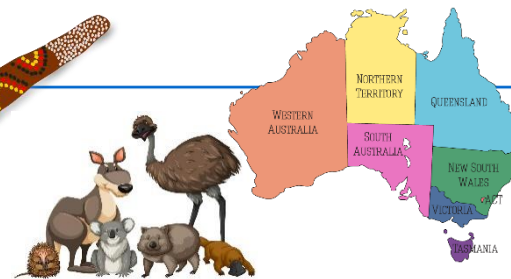 NORTHERN
TERRITORY
QUEENSLAND
WESTERN
AUSTRALIA
SOUTH
AUSTRALIA
NEW SOUTH
WALES
ACT
VICTORIA
TASMANIA